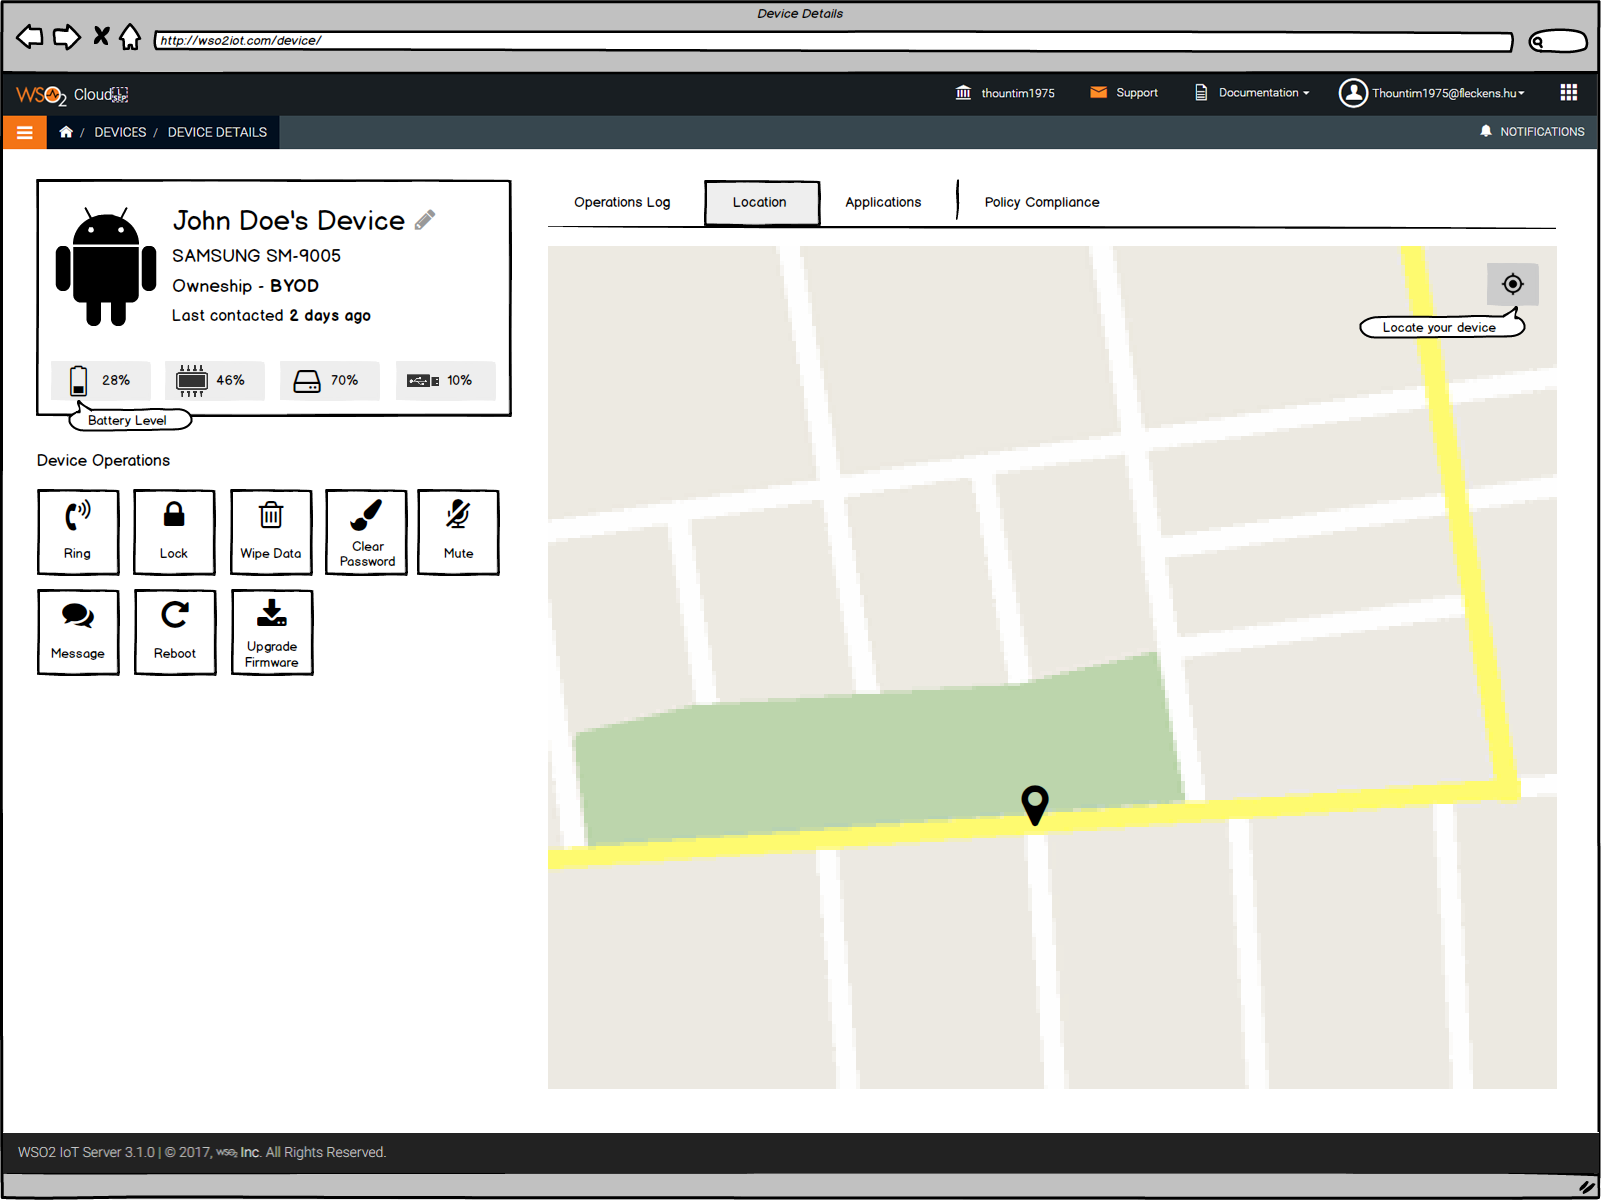 Device Details
http://wso2iot.com/device/
WSO2 Cloud
thountim1975
Support
Documentation
Thountim1975@fleckens.hu
/ DEVICES / DEVICE DETAILS
NOTIFICATIONS
John Doe's Device
SAMSUNG SM-9005
Owneship - BYOD
Last contacted 2 days ago
28%
46%
70%
10%
Battery Level
Device Operations
Ring
Lock
Wipe Data
Clear
Password
Mute
Message
Reboot
Upgrade
Firmware
Operations Log
Location
Applications
Policy Compliance
Locate your device
WSO2 IoT Server 3.1.0 | © 2017, WSO2 Inc. All Rights Reserved.